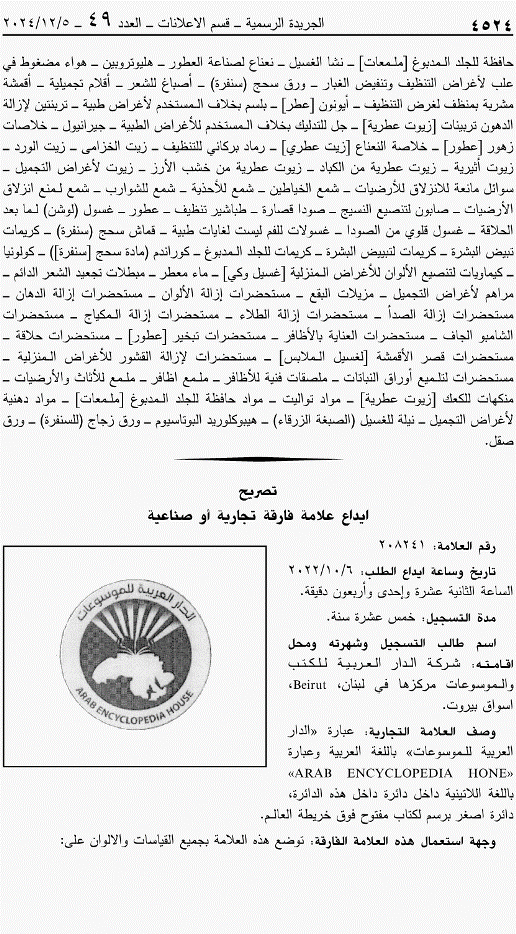 ٤٥٢٤
الجريدة الرسمية ـ قسم الاعلانات ـ العدد ٤٩ ـ ٢٠٢٤/١٢/٥
حافظة للجلد المدبوغ [ملمعات] ـ نشا الغسيل ـ نعناع لصناعة العطور ـ هليوتروبين ـ هواء مضغوط في
علب لأغراض التنظيف وتنفيض الغبار ـ ورق سحج (سنفرة) ـ أصباغ للشعر ـ أقلام تجميلية ـ أقمشة
مشربة بمنظف لغرض التنظيف ـ أيونون [عطر] ـ بلسم بخلاف المستخدم لأغراض طبية ـ تربنتين لإزالة
الدهون تربينات [زيوت عطرية] ـ جل للتدليك بخلاف المستخدم للأغراض الطبية ـ جيرانيول ـ خلاصات
زهور [عطور] ـ خلاصة النعناع [زيت عطري] ـ رماد بركاني للتنظيف ـ زيت الخزامى ـ زيت الورد ـ
زيوت أثيرية ـ زيوت عطرية من الكباد ـ زيوت عطرية من خشب الأرز ـ زيوت لأغراض التجميل ـ
سوائل مانعة للانزلاق للأرضيات ـ شمع الخياطين ـ شمع للأحذية ـ شمع للشوارب ـ شمع لمنع انزلاق
الأرضيات ـ صابون لتنصيع النسيج ـ صودا قصارة ـ طباشير تنظيف ـ عطور ـ غسول (لوشن) لما بعد
الحلاقة ـ غسول قلوي من الصودا ـ غسولات للفم ليست لغايات طبية ـ قماش سحج (سنفرة) ـ كريمات
تبيض البشرة ـ كريمات لتبييض البشرة ـ كريمات للجلد المدبوغ ـ كوراندم (مادة سحج [سنفرة]) ـ كولونيا
ـ كيماويات لتنصيع الألوان للأغراض المنزلية [غسيل وكي] ـ ماء معطر ـ مبطلات تجعيد الشعر الدائم ـ
مراهم لأغراض التجميل ـ مزيلات البقع ـ مستحضرات إزالة الألوان ـ مستحضرات إزالة الدهان ـ
مستحضرات إزالة الصدأ ـ مستحضرات إزالة الطلاء ـ مستحضرات إزالة المكياج ـ مستحضرات
الشامبو الجاف ـ مستحضرات العناية بالأظافر ـ مستحضرات تبخير [عطور] ـ مستحضرات حلاقة ـ
مستحضرات قصر الأقمشة [لغسيل الملابس] ـ مستحضرات لإزالة القشور للأغراض المنزلية ـ
مستحضرات لتلميع أوراق النباتات ـ ملصقات فنية للأظافر ـ ملمع اظافر ـ ملمع للأثاث والأرضيات ـ
منكهات للكعك [زيوت عطرية] ـ مواد تواليت ـ مواد حافظة للجلد المدبوغ [ملمعات] ـ مواد دهنية
لأغراض التجميل ـ نيلة للغسيل (الصبغة الزرقاء) ـ هيبوكلوريد البوتاسيوم ـ ورق زجاج (للسنفرة) ـ ورق
صقل.
تصريح
ايداع علامة فارقة تجارية أو صناعية
رقم العلامة: ٢٠٨٢٤١
تاريخ وساعة ايداع الطلب: ٢٠٢٢/١٠/٦
الساعة الثانية عشرة وإحدى وأربعون دقيقة.
مدة التسجيل: خمس عشرة سنة.
اسم طالب التسجيل وشهرته ومحل
اقامته: شركة الدار العربية للكتب
والموسوعات مركزها في لبنان، Beirut،
اسواق بيروت.
وصف العلامة التجارية: عبارة «الدار
العربية للموسوعات» باللغة العربية وعبارة
«ARAB ENCYCLOPEDIA HONE»
باللغة اللاتينية داخل دائرة داخل هذه الدائرة،
دائرة اصغر برسم لكتاب مفتوح فوق خريطة العالم.
وجهة استعمال هذه العلامة الفارقة: توضع هذه العلامة بجميع القياسات والالوان على:
الدار العربية للموسوعات
ARAB ENCYCLOPEDIA HOUSE